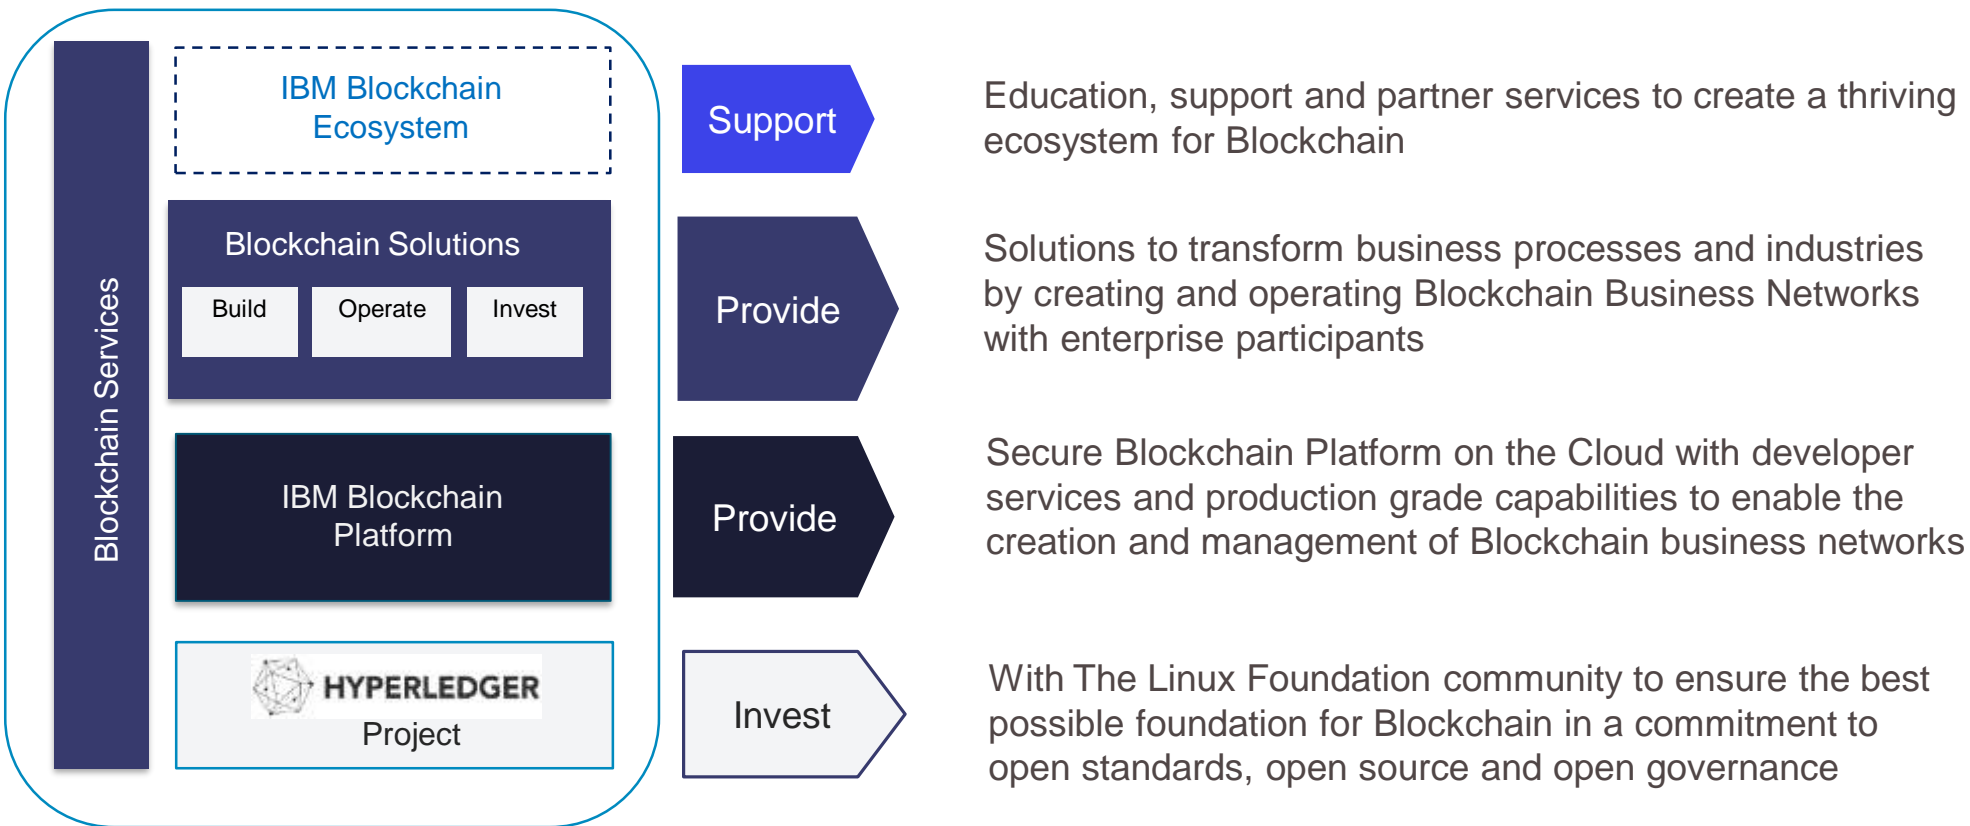 Blockchain Services
IBM Blockchain
Ecosystem
Support
Education, support and partner services to create a thriving
ecosystem for Blockchain
Blockchain Solutions
Build
Operate
Invest
Provide
Solutions to transform business processes and industries
by creating and operating Blockchain Business Networks
with enterprise participants
IBM Blockchain
Platform
Provide
Secure Blockchain Platform on the Cloud with developer
services and production grade capabilities to enable the
creation and management of Blockchain business networks
HYPERLEDGER
Project
Invest
With The Linux Foundation community to ensure the best
possible foundation for Blockchain in a commitment to
open standards, open source and open governance